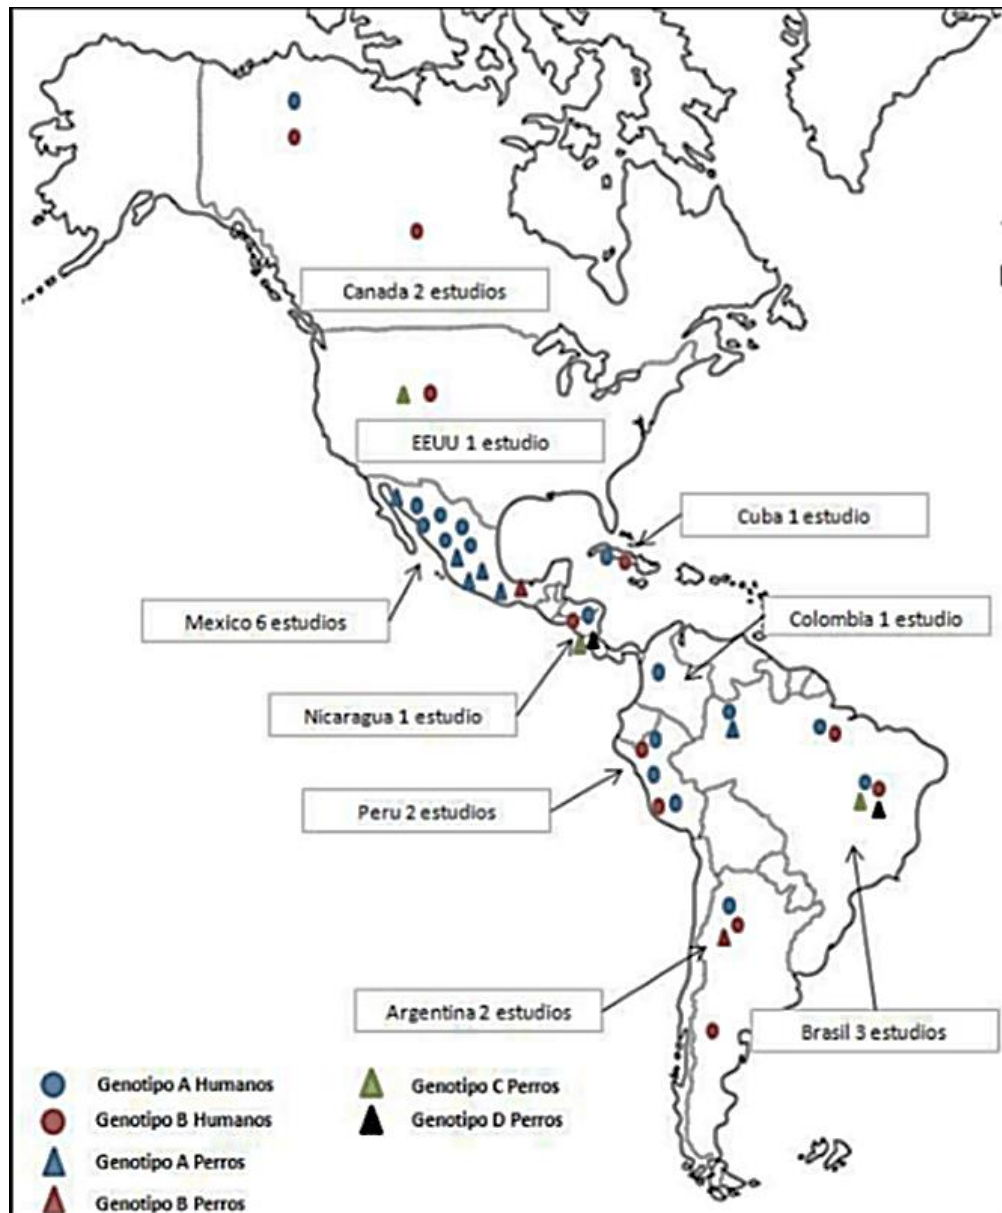 Canada 2 estudios
EEUU 1 estudio
Cuba 1 estudio
Mexico 6 estudios
Colombia 1 estudio
Nicaragua 1 estudio
Peru 2 estudios
Argentina 2 estudios
Brasil 3 estudios
Genotipo A Humanos
Genotipo B Humanos
Genotipo A Perros
Genotipo B Perros
Genotipo C Perros
Genotipo D Perros